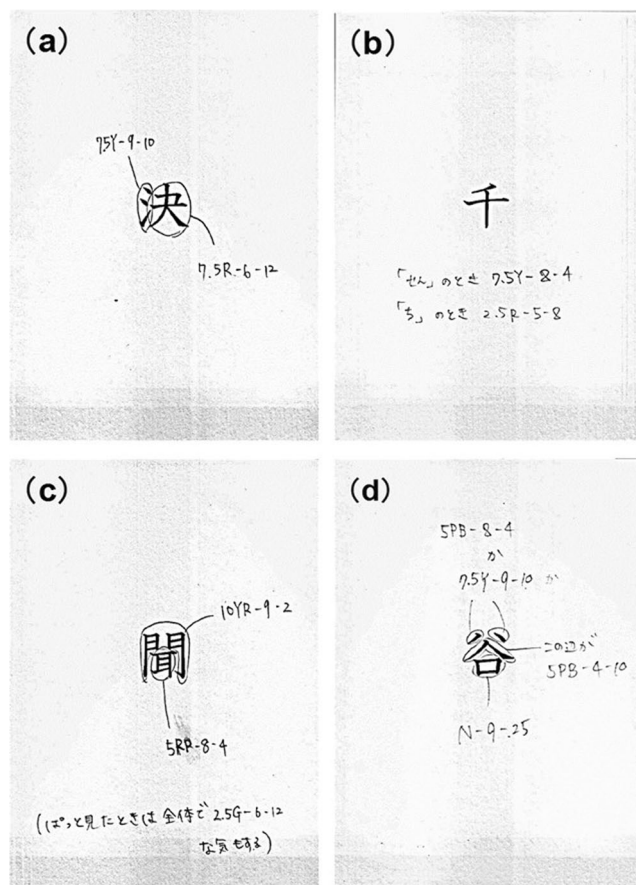 (a)
7.5Y-9-10
決
7.5R-6-12
(b)
千
「せん」のとき 7.5Y-8-4
「ち」のとき 2.5R-5-8
(c)
10YR-9-2
聞
5RP-8-4
(ぱっと見たときは全体で 2.5G-6-12
な気もする)
(d)
5PB-8-4
か
7.5Y-9-10 か
谷
この辺が
5PB-4-10
N-9-.25